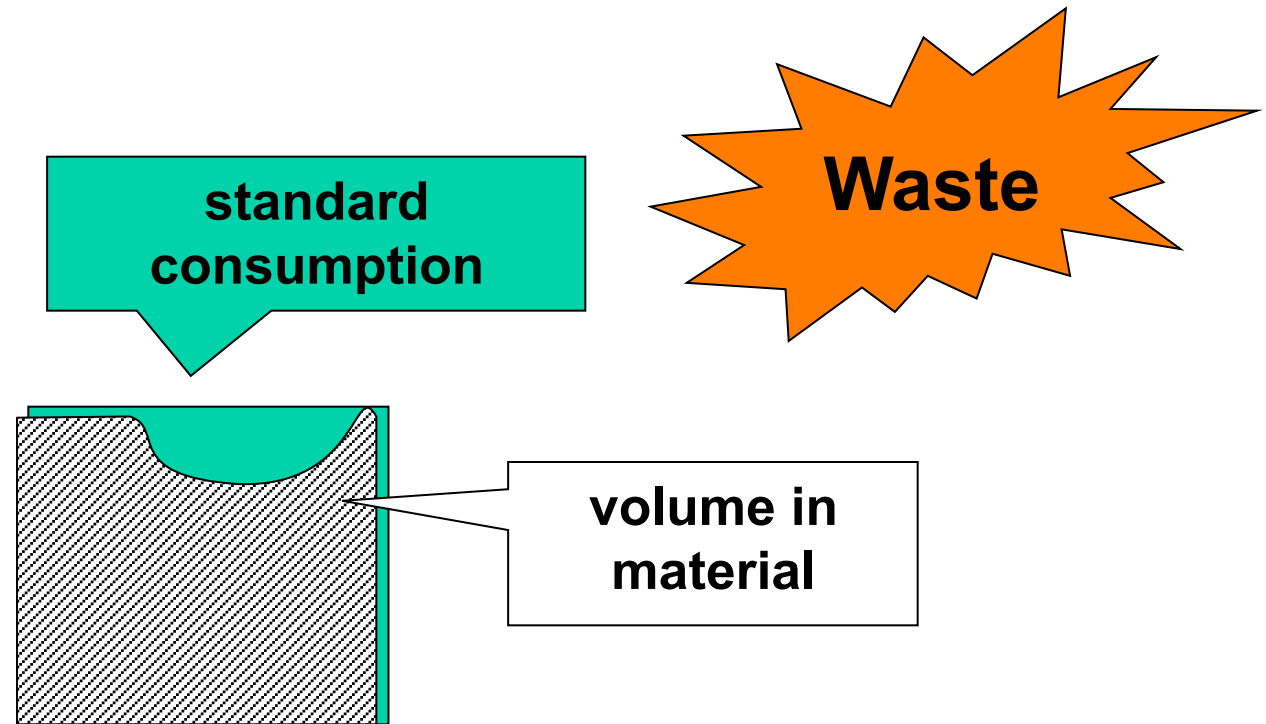 Waste
standard
consumption
volume in
material